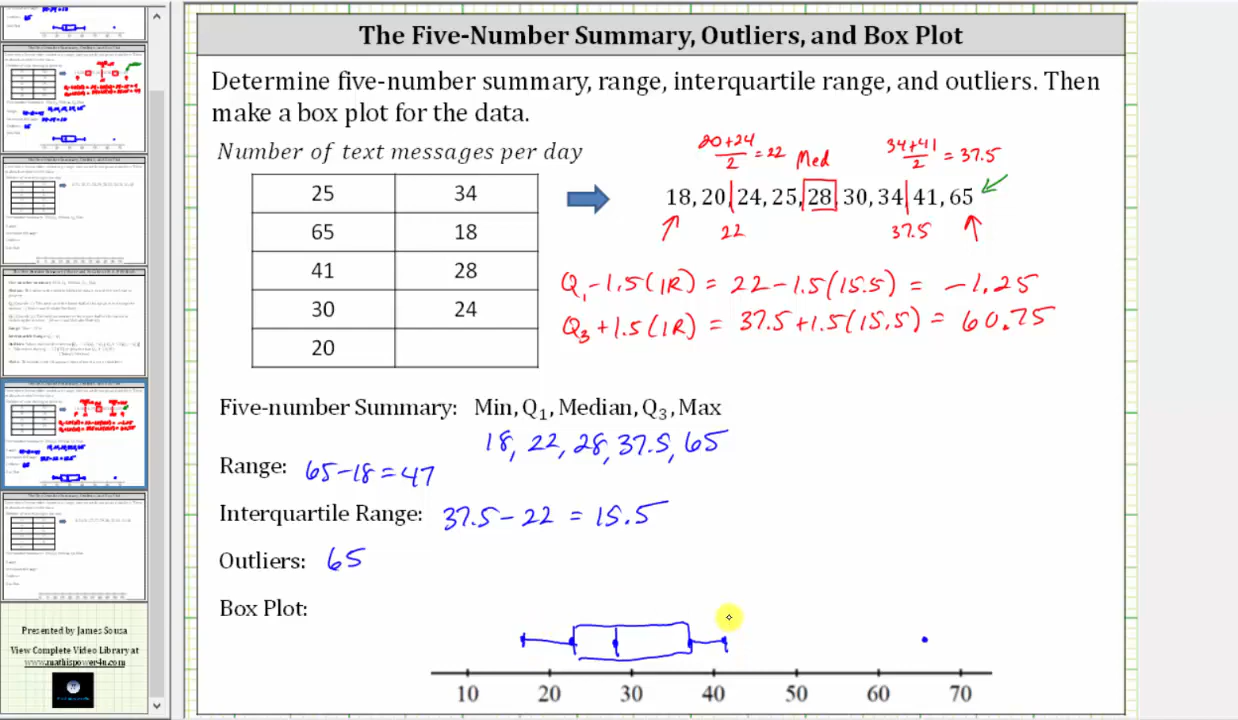 The Five-Number Summary, Outliers, and Box Plot
Determine five-number summary, range, interquartile range, and outliers. Then
make a box plot for the data.
Number of text messages per day
25 34
65 18
41 28
30 24
20
20+24
2
=22
Med
34+41
2
=37.5
18, 20, 24, 25, 28, 30, 34, 41, 65
22 37.5
Q1-1.5(IR) = 22-1.5(15.5) = -1.25
Q3+1.5(IR) = 37.5+1.5(15.5) = 60.75
Five-number Summary: Min, Q1, Median, Q3, Max
18, 22, 28, 37.5, 65
Range: 65-18=47
Interquartile Range: 37.5-22 = 15.5
Outliers: 65
Box Plot:
10 20 30 40 50 60 70
Presented by James Sousa
View Complete Video Library at
www.mathispower4u.com